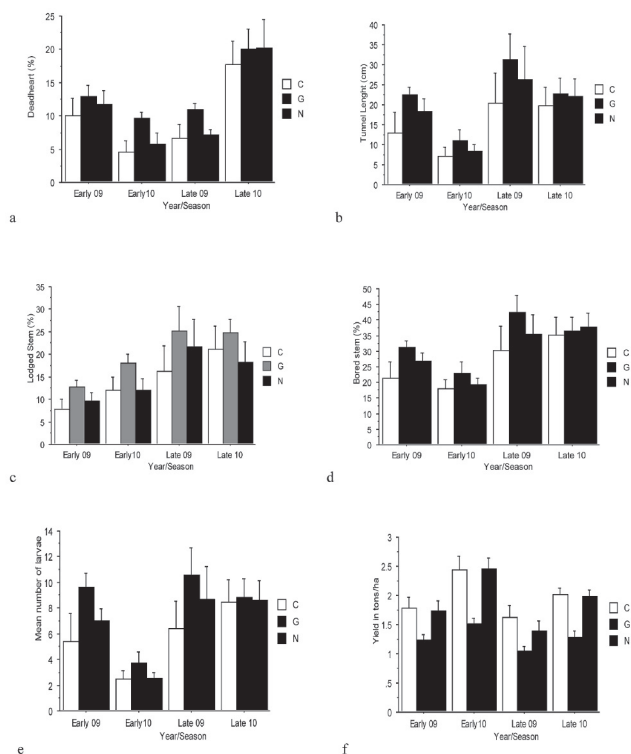 25
20
15
10
5
0
Deadheart (%)
Early 09
Early10
Late 09
Late 10
Year/Season
C
G
N
a
40
35
30
25
20
15
10
5
0
Tunnel Lenght (cm)
Early 09
Early10
Late 09
Late 10
Year/Season
C
G
N
b
35
30
25
20
15
10
5
0
Lodged Stem (%)
Early 09
Early10
Late 09
Late 10
Year/Season
C
G
N
c
50
45
40
35
30
25
20
15
10
5
0
Bored stem (%)
Early 09
Early10
Late 09
Late 10
Year/Season
C
G
N
d
14
12
10
8
6
4
2
0
Mean number of larvae
Early 09
Early10
Late 09
Late 10
Year/Season
C
G
N
e
3
2.5
2
1.5
1
.5
0
Yield in tons/ha
Early 09
Early10
Late 09
Late 10
Year/Season
C
G
N
f